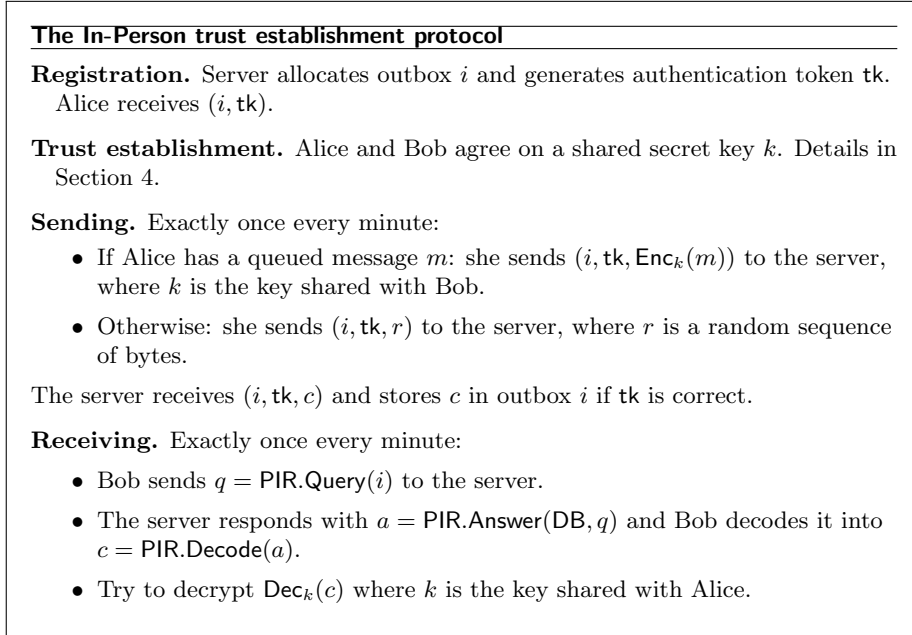 The In-Person trust establishment protocol
Registration. Server allocates outbox i and generates authentication token tk.
Alice receives (i, tk).
Trust establishment. Alice and Bob agree on a shared secret key k. Details in
Section 4.
Sending. Exactly once every minute:
• If Alice has a queued message m: she sends (i, tk, Enc_k(m)) to the server,
where k is the key shared with Bob.
• Otherwise: she sends (i, tk, r) to the server, where r is a random sequence
of bytes.
The server receives (i, tk, c) and stores c in outbox i if tk is correct.
Receiving. Exactly once every minute:
• Bob sends q = PIR.Query(i) to the server.
• The server responds with a = PIR.Answer(DB, q) and Bob decodes it into
c = PIR.Decode(a).
• Try to decrypt Dec_k(c) where k is the key shared with Alice.